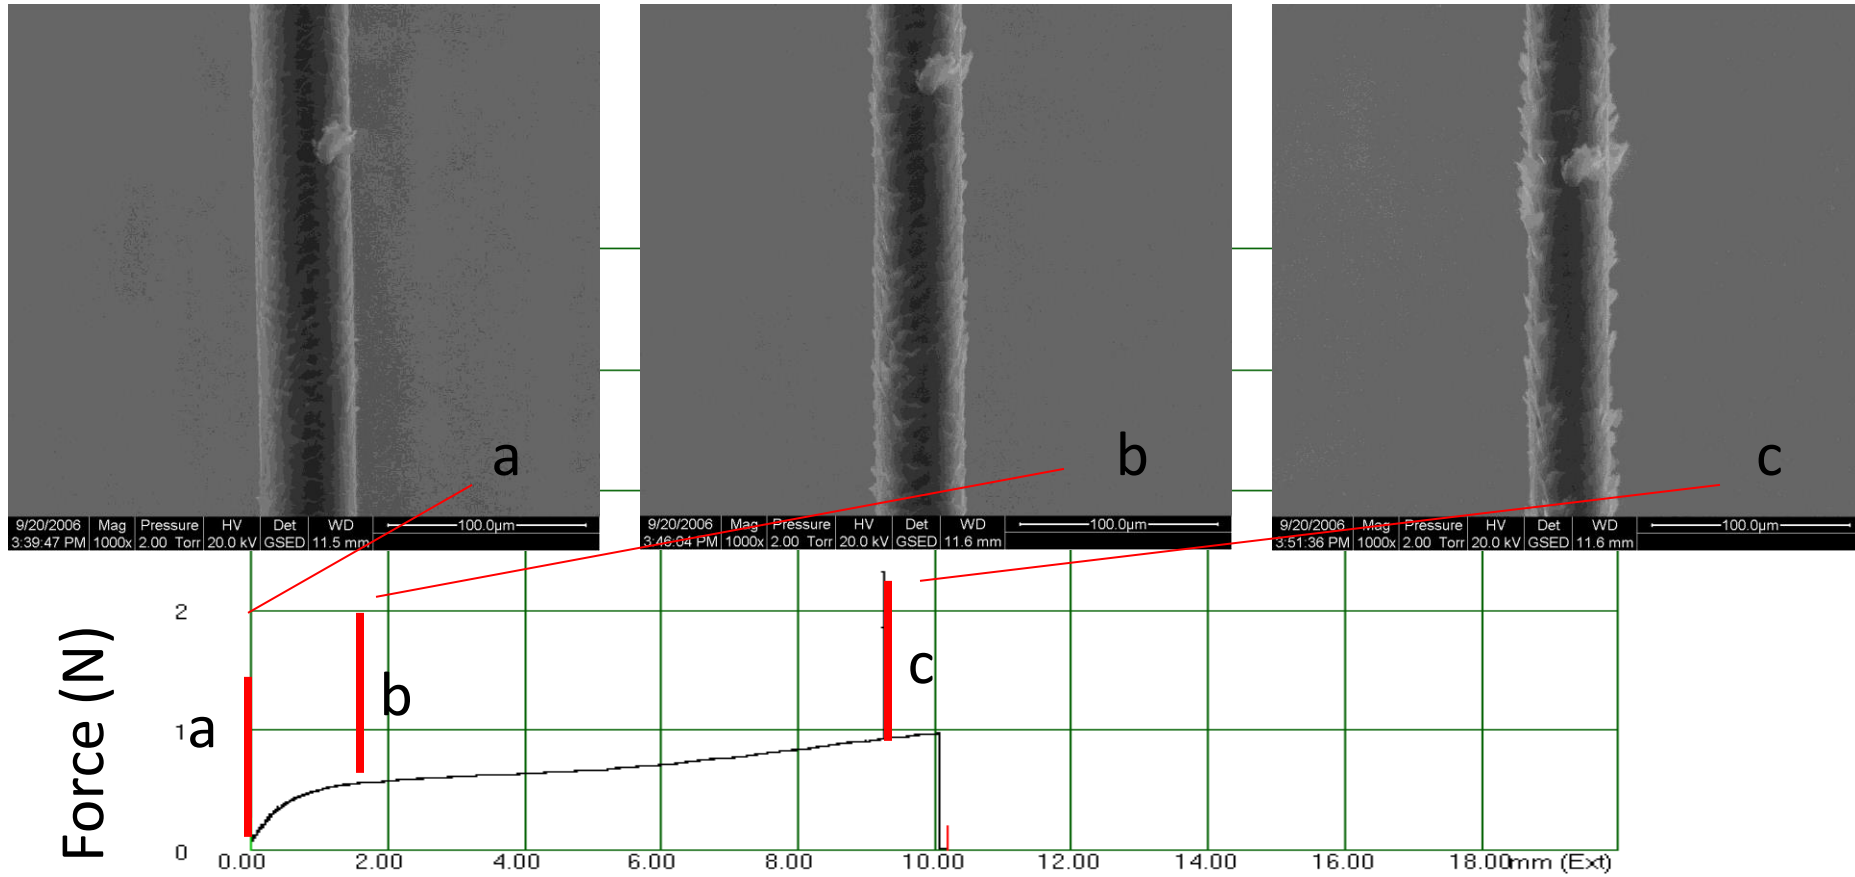 a
9/20/2006 Mag Pressure HV Det WD 100.0µm
3:39:47 PM 1000x 2.00 Torr 20.0 kV GSED 11.5 mm
b
9/20/2006 Mag Pressure HV Det WD 100.0µm
3:46:04 PM 1000x 2.00 Torr 20.0 kV GSED 11.6 mm
c
9/20/2006 Mag Pressure HV Det WD 100.0µm
3:51:36 PM 1000x 2.00 Torr 20.0 kV GSED 11.6 mm
Force (N)
2
1
0
a
b
c
0.00 2.00 4.00 6.00 8.00 10.00 12.00 14.00 16.00 18.00 mm (Ext)